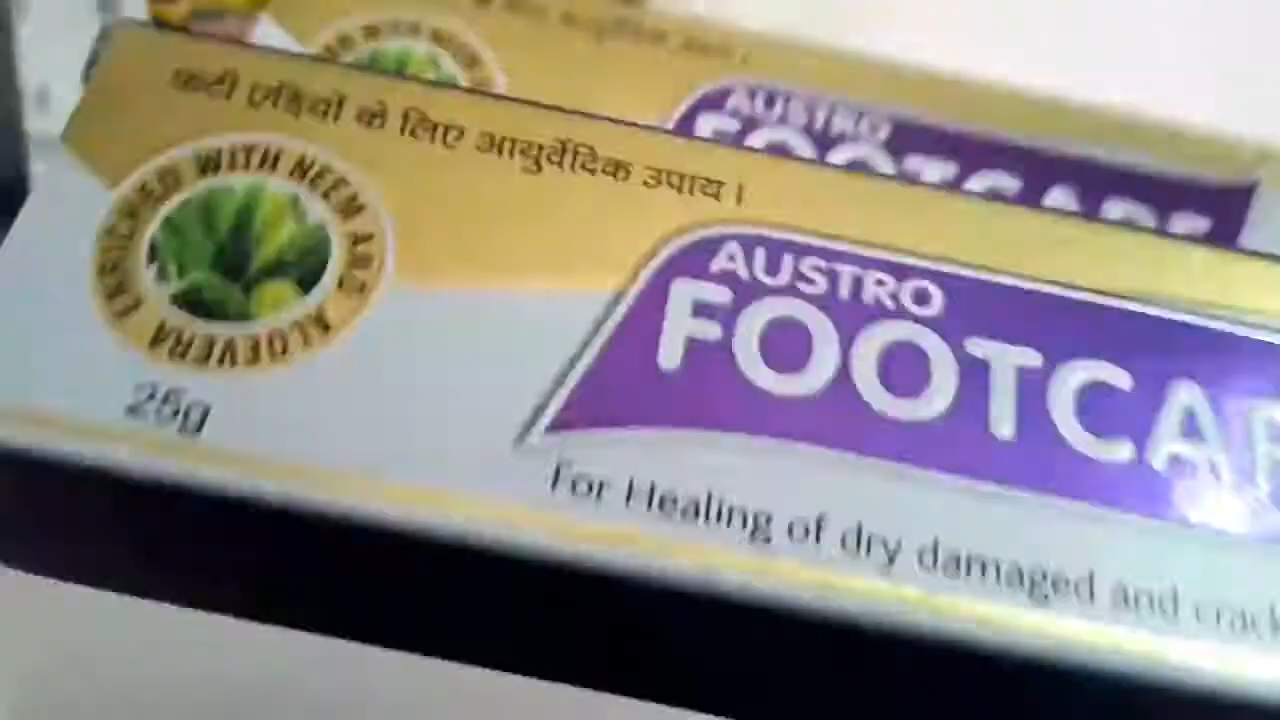 फटी एड़ियों के लिए आयुर्वेदिक उपाय।
ENRICHED WITH NEEM AND ALOEVERA
25g
AUSTRO
FOOTCAR
For Healing of dry damaged and crack
AUSTRO
FOOTCARE